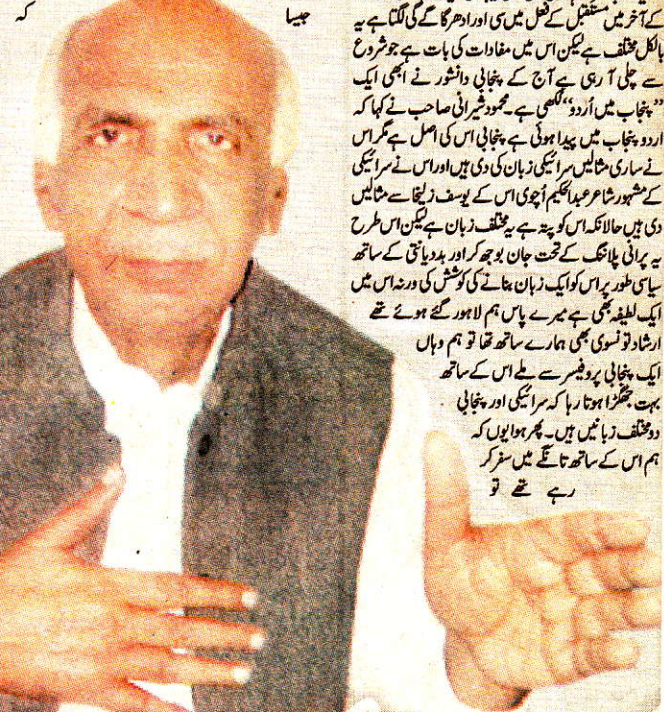 کے آخر میں مستقبل کے فعل میں سی اور ادھر گا گے گی لگتا ہے یہ
بالکل مختلف ہے لیکن اس میں مفادات کی بات ہے جو شروع
سے چلی آ رہی ہے آج کے پنجابی دانشور نے ابھی ایک
’’پنجاب میں اُردو‘‘ لکھی ہے۔ محمود شیرانی صاحب نے کہا کہ
اردو پنجاب میں پیدا ہوئی ہے پنجابی اس کی اصل ہے مگر اس
نے ساری مثالیں سرائیکی زبان کی دی ہیں اور اس نے سرائیکی
کے مشہور شاعر عبدالحکیم اُچوی اس کے یوسف زلیخا سے مثالیں
دی ہیں حالانکہ اس کو پتہ ہے یہ مختلف زبان ہے لیکن اس طرح
یہ پرانی پلاننگ کے تحت جان بوجھ کر اور بددیانتی کے ساتھ
سیاسی طور پر اس کو ایک زبان بنانے کی کوشش کی ورنہ اس میں
ایک لطیفہ بھی ہے میرے پاس ہم لاہور گئے ہوئے تھے
ارشاد تونسوی بھی ہمارے ساتھ تھا تو ہم وہاں
ایک پنجابی پروفیسر سے ملے اس کے ساتھ
بہت جھگڑا ہوتا رہا کہ سرائیکی اور پنجابی
دو مختلف زبانیں ہیں۔ پھر ہوا یوں کہ
ہم اس کے ساتھ تانگے میں سفر کر
رہے تھے تو
جیسا کہ